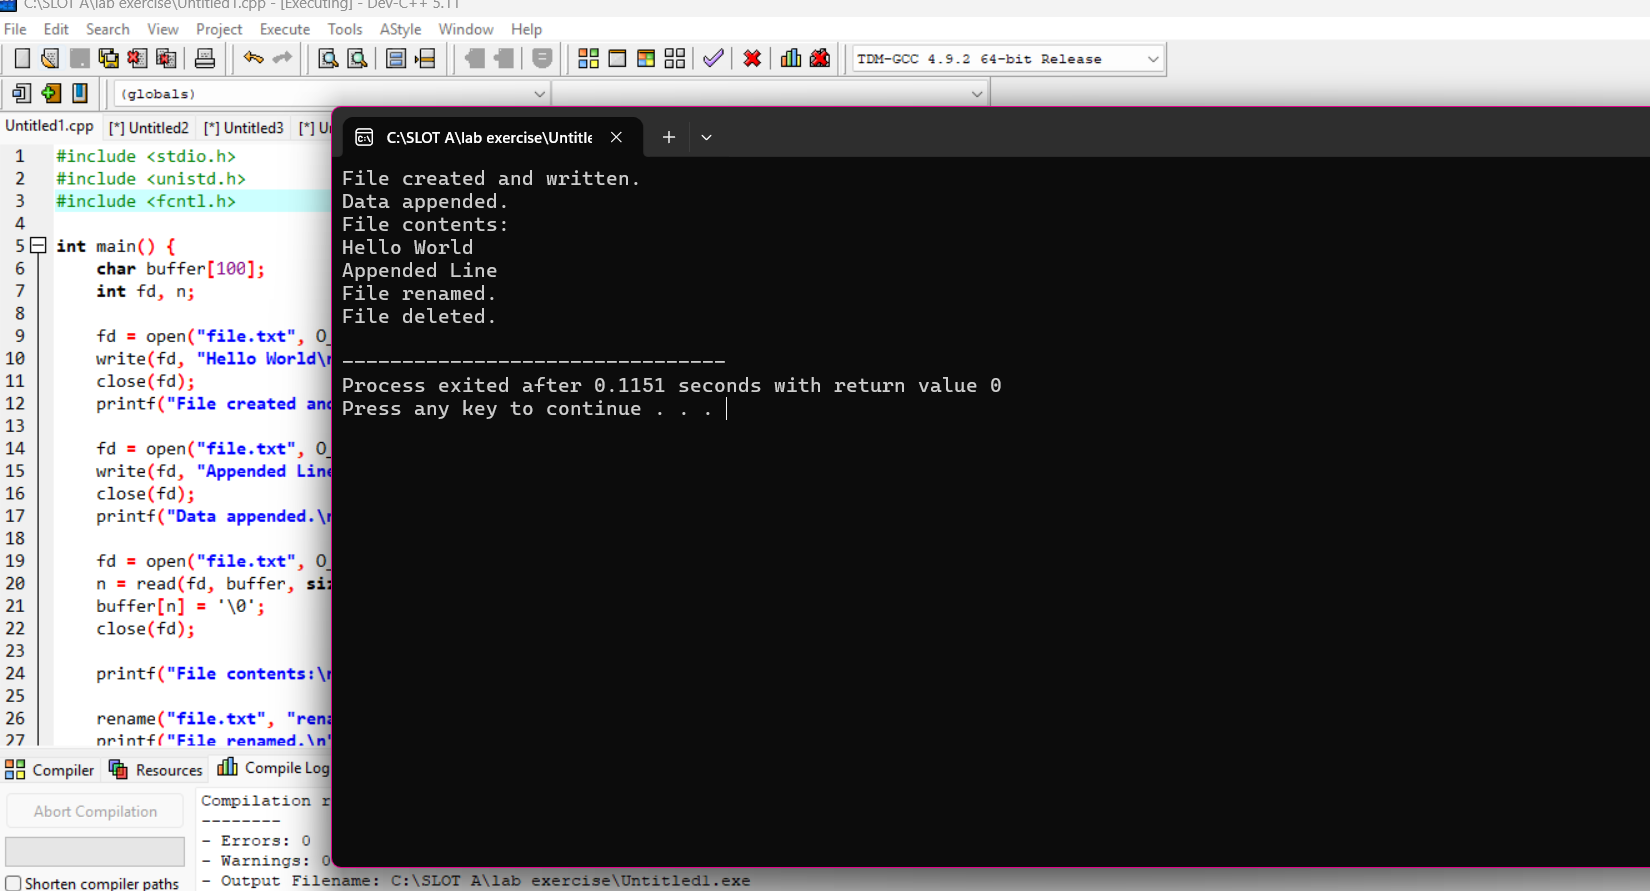 C:\SLOT A\lab exercise\Untitled1.cpp - [Executing] - Dev-C++ 5.11
File Edit Search View Project Execute Tools AStyle Window Help
TDM-GCC 4.9.2 64-bit Release
(globals)
Untitled1.cpp [*] Untitled2 [*] Untitled3 [*]
1 #include <stdio.h>
2 #include <unistd.h>
3 #include <fcntl.h>
4
5 int main() {
6 char buffer[100];
7 int fd, n;
8
9 fd = open("file.txt", O_
10 write(fd, "Hello World\
11 close(fd);
12 printf("File created an
13
14 fd = open("file.txt", O_
15 write(fd, "Appended Line
16 close(fd);
17 printf("Data appended.\
18
19 fd = open("file.txt", O_
20 n = read(fd, buffer, si
21 buffer[n] = '\0';
22 close(fd);
23
24 printf("File contents:\
25
26 rename("file.txt", "ren
27 printf("File renamed.\n"
C:\SLOT A\lab exercise\Untitle
File created and written.
Data appended.
File contents:
Hello World
Appended Line
File renamed.
File deleted.
--------------------------------
Process exited after 0.1151 seconds with return value 0
Press any key to continue . . .
Compiler Resources Compile Log
Abort Compilation
Shorten compiler paths
Compilation r
--------
- Errors: 0
- Warnings: 0
- Output Filename: C:\SLOT A\lab exercise\Untitled1.exe